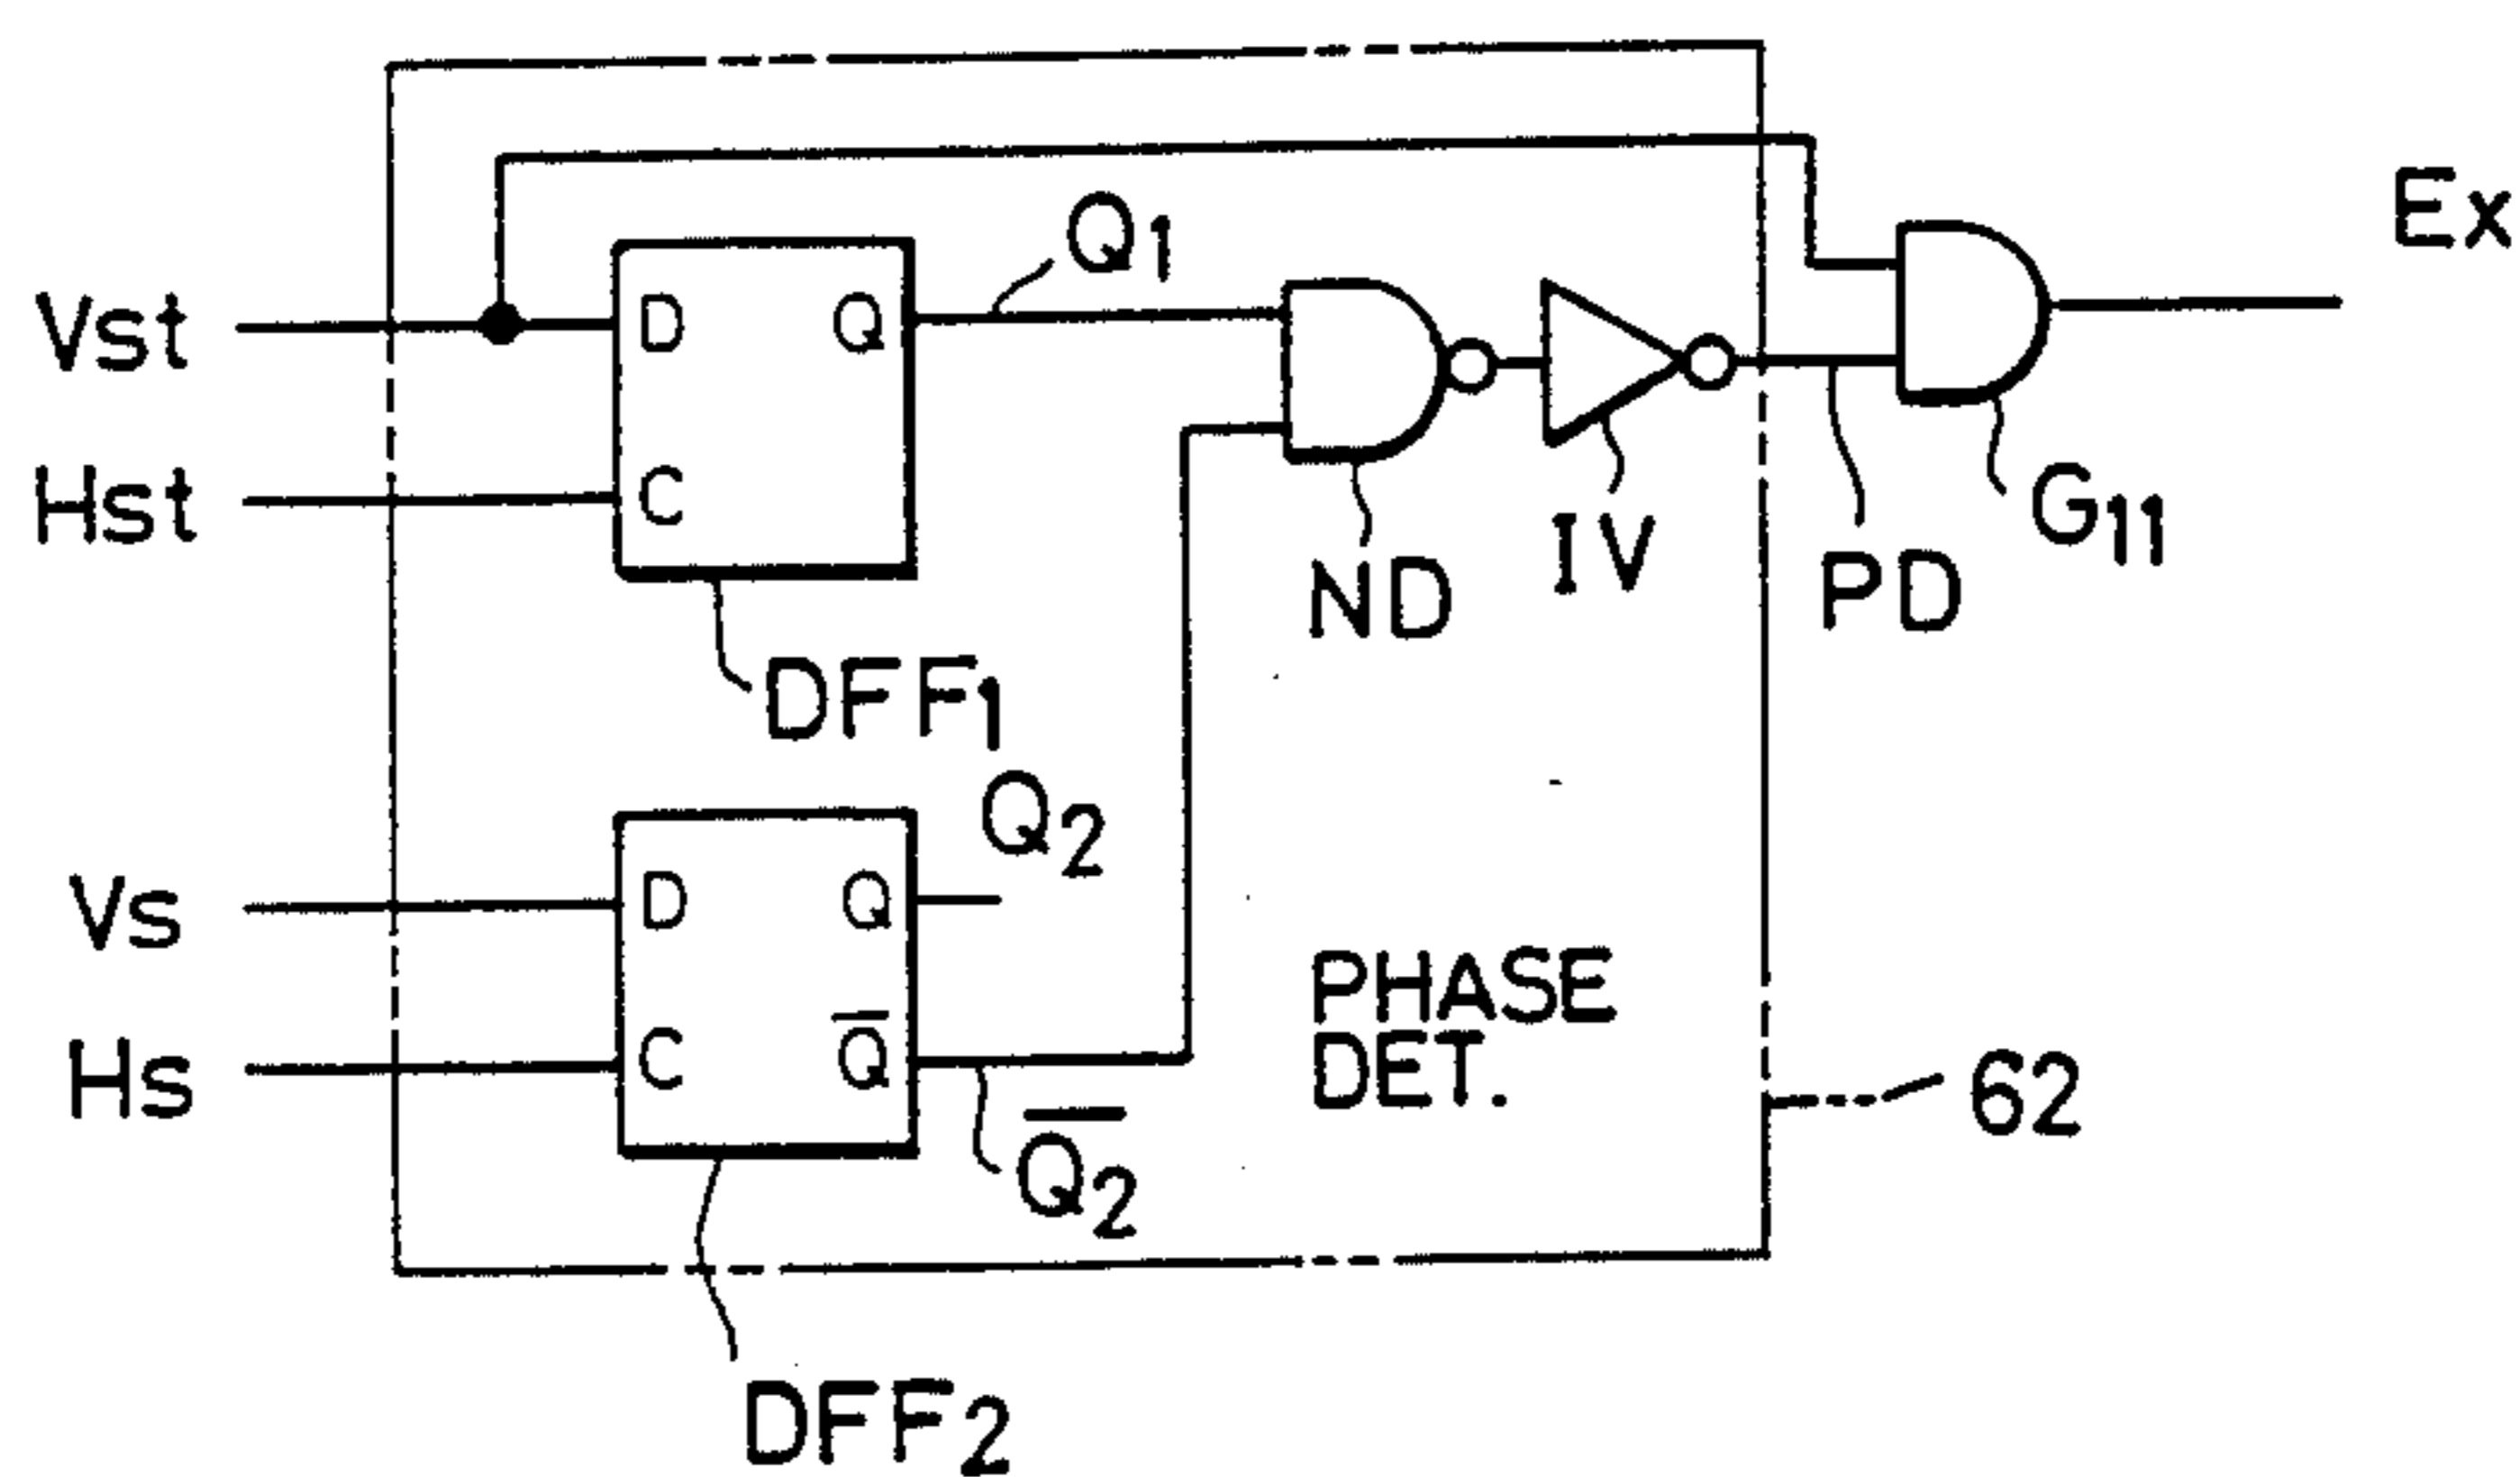 Ex
Q1
Vst
D
Q
Hst
C
G11
IV
PD
ND
DFF1
Q2
Vs
D
Q
PHASE
DET.
Hs
C
Q̅
62
Q̅2
DFF2